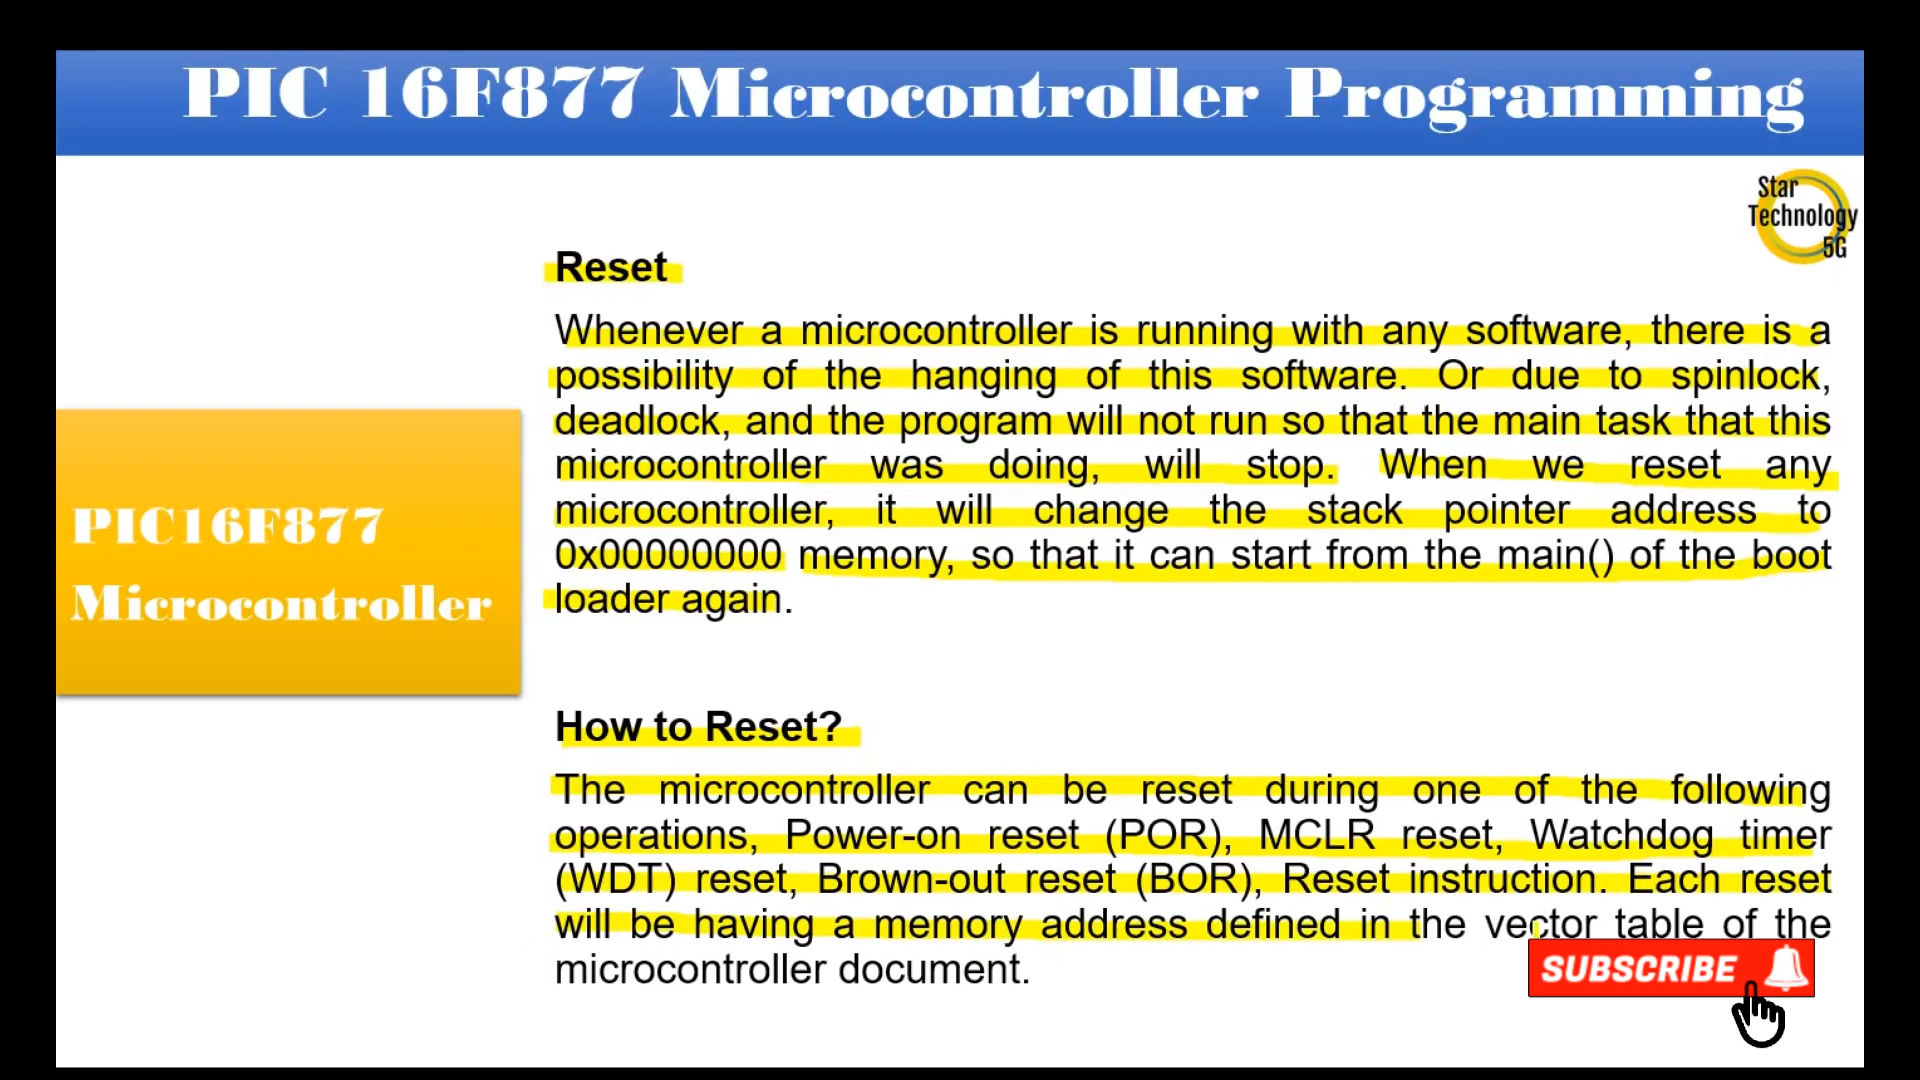 PIC 16F877 Microcontroller Programming
Star
Technology
5G
Reset
Whenever a microcontroller is running with any software, there is a
possibility of the hanging of this software. Or due to spinlock,
deadlock, and the program will not run so that the main task that this
microcontroller was doing, will stop. When we reset any
microcontroller, it will change the stack pointer address to
0x00000000 memory, so that it can start from the main() of the boot
loader again.
PIC16F877
Microcontroller
How to Reset?
The microcontroller can be reset during one of the following
operations, Power-on reset (POR), MCLR reset, Watchdog timer
(WDT) reset, Brown-out reset (BOR), Reset instruction. Each reset
will be having a memory address defined in the vector table of the
microcontroller document.
SUBSCRIBE